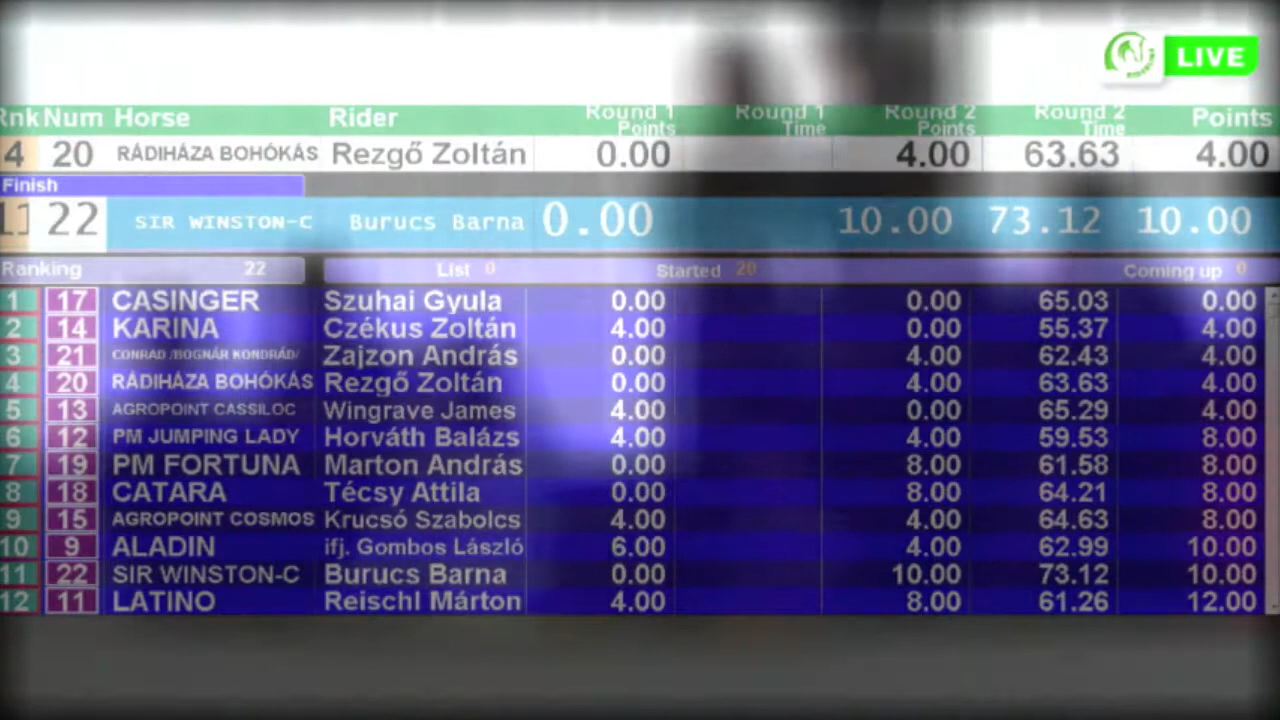 LIVE
Rnk Num Horse Rider Round 1 Points Round 1 Time Round 2 Points Round 2 Time Points
4 20 RÁDIHÁZA BOHÓKÁS Rezgő Zoltán 0.00 4.00 63.63 4.00
Finish
11 22 SIR WINSTON-C Burucs Barna 0.00 10.00 73.12 10.00
Ranking 22 List 0 Started 20 Coming up 0
1 17 CASINGER Szuhai Gyula 0.00 0.00 65.03 0.00
2 14 KARINA Czékus Zoltán 4.00 0.00 55.37 4.00
3 21 CONRAD /BOGNÁR KONDRÁD/ Zajzon András 0.00 4.00 62.43 4.00
4 20 RÁDIHÁZA BOHÓKÁS Rezgő Zoltán 0.00 4.00 63.63 4.00
5 13 AGROPOINT CASSILOC Wingrave James 4.00 0.00 65.29 4.00
6 12 PM JUMPING LADY Horváth Balázs 4.00 4.00 59.53 8.00
7 19 PM FORTUNA Marton András 0.00 8.00 61.58 8.00
8 18 CATARA Técsy Attila 0.00 8.00 64.21 8.00
9 15 AGROPOINT COSMOS Krucsó Szabolcs 4.00 4.00 64.63 8.00
10 9 ALADIN ifj. Gombos László 6.00 4.00 62.99 10.00
11 22 SIR WINSTON-C Burucs Barna 0.00 10.00 73.12 10.00
12 11 LATINO Reischl Márton 4.00 8.00 61.26 12.00